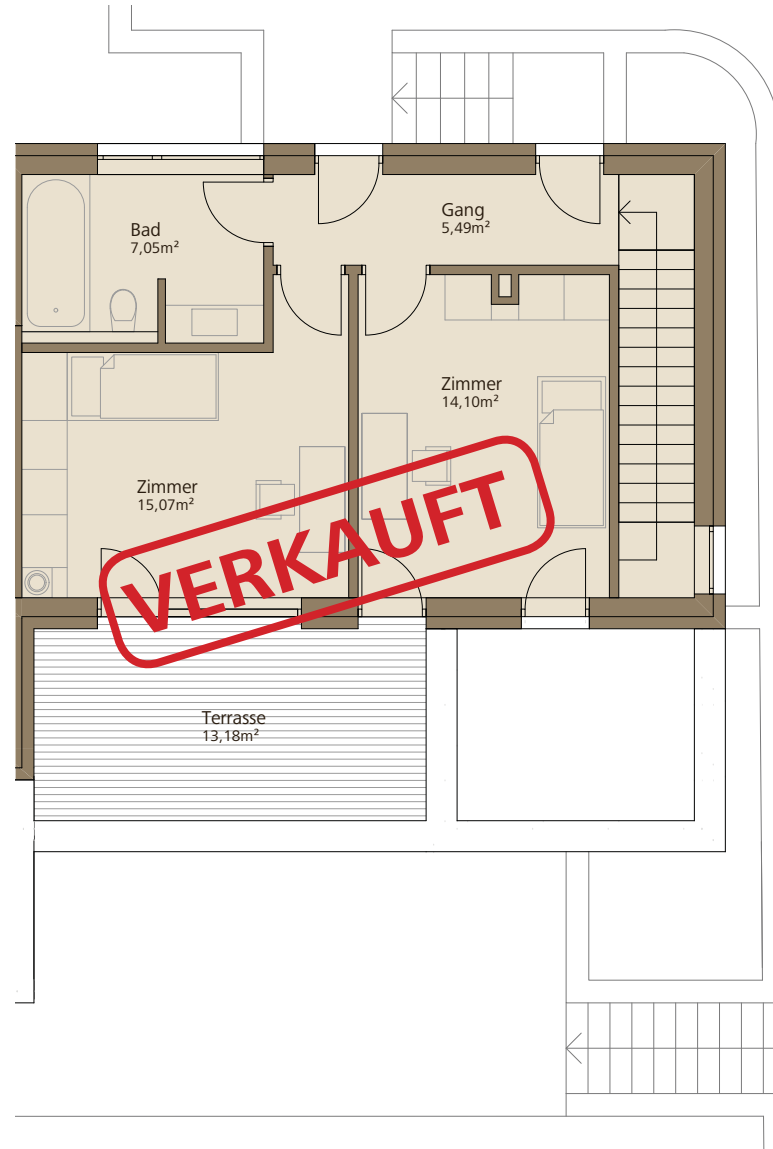 Gang
5,49m²
Bad
7,05m²
Zimmer
14,10m²
Zimmer
15,07m²
VERKAUFT
Terrasse
13,18m²